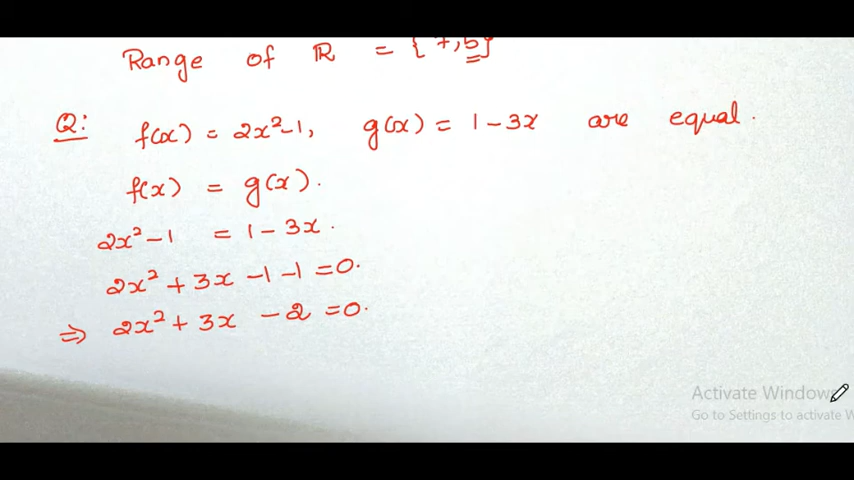 Range of ℝ = { 7, 5 }
Q: f(x) = 2x²-1, g(x) = 1-3x are equal.
f(x) = g(x).
2x²-1 = 1-3x.
2x²+3x-1-1=0.
⇒ 2x²+3x-2=0.
Activate Windows
Go to Settings to activate W